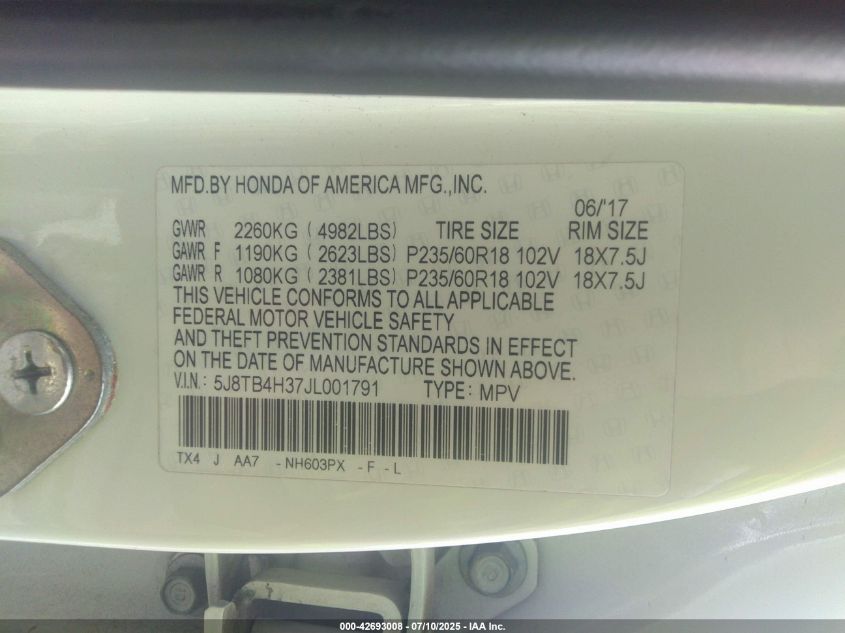 MFD.BY HONDA OF AMERICA MFG.,INC.
06/'17
GVWR 2260KG ( 4982LBS) TIRE SIZE RIM SIZE
GAWR F 1190KG ( 2623LBS) P235/60R18 102V 18X7.5J
GAWR R 1080KG ( 2381LBS) P235/60R18 102V 18X7.5J
THIS VEHICLE CONFORMS TO ALL APPLICABLE
FEDERAL MOTOR VEHICLE SAFETY
AND THEFT PREVENTION STANDARDS IN EFFECT
ON THE DATE OF MANUFACTURE SHOWN ABOVE.
V.I.N: 5J8TB4H37JL001791 TYPE: MPV
TX4 J AA7 -NH603PX -F -L
000-42693008 - 07/10/2025 - IAA Inc.